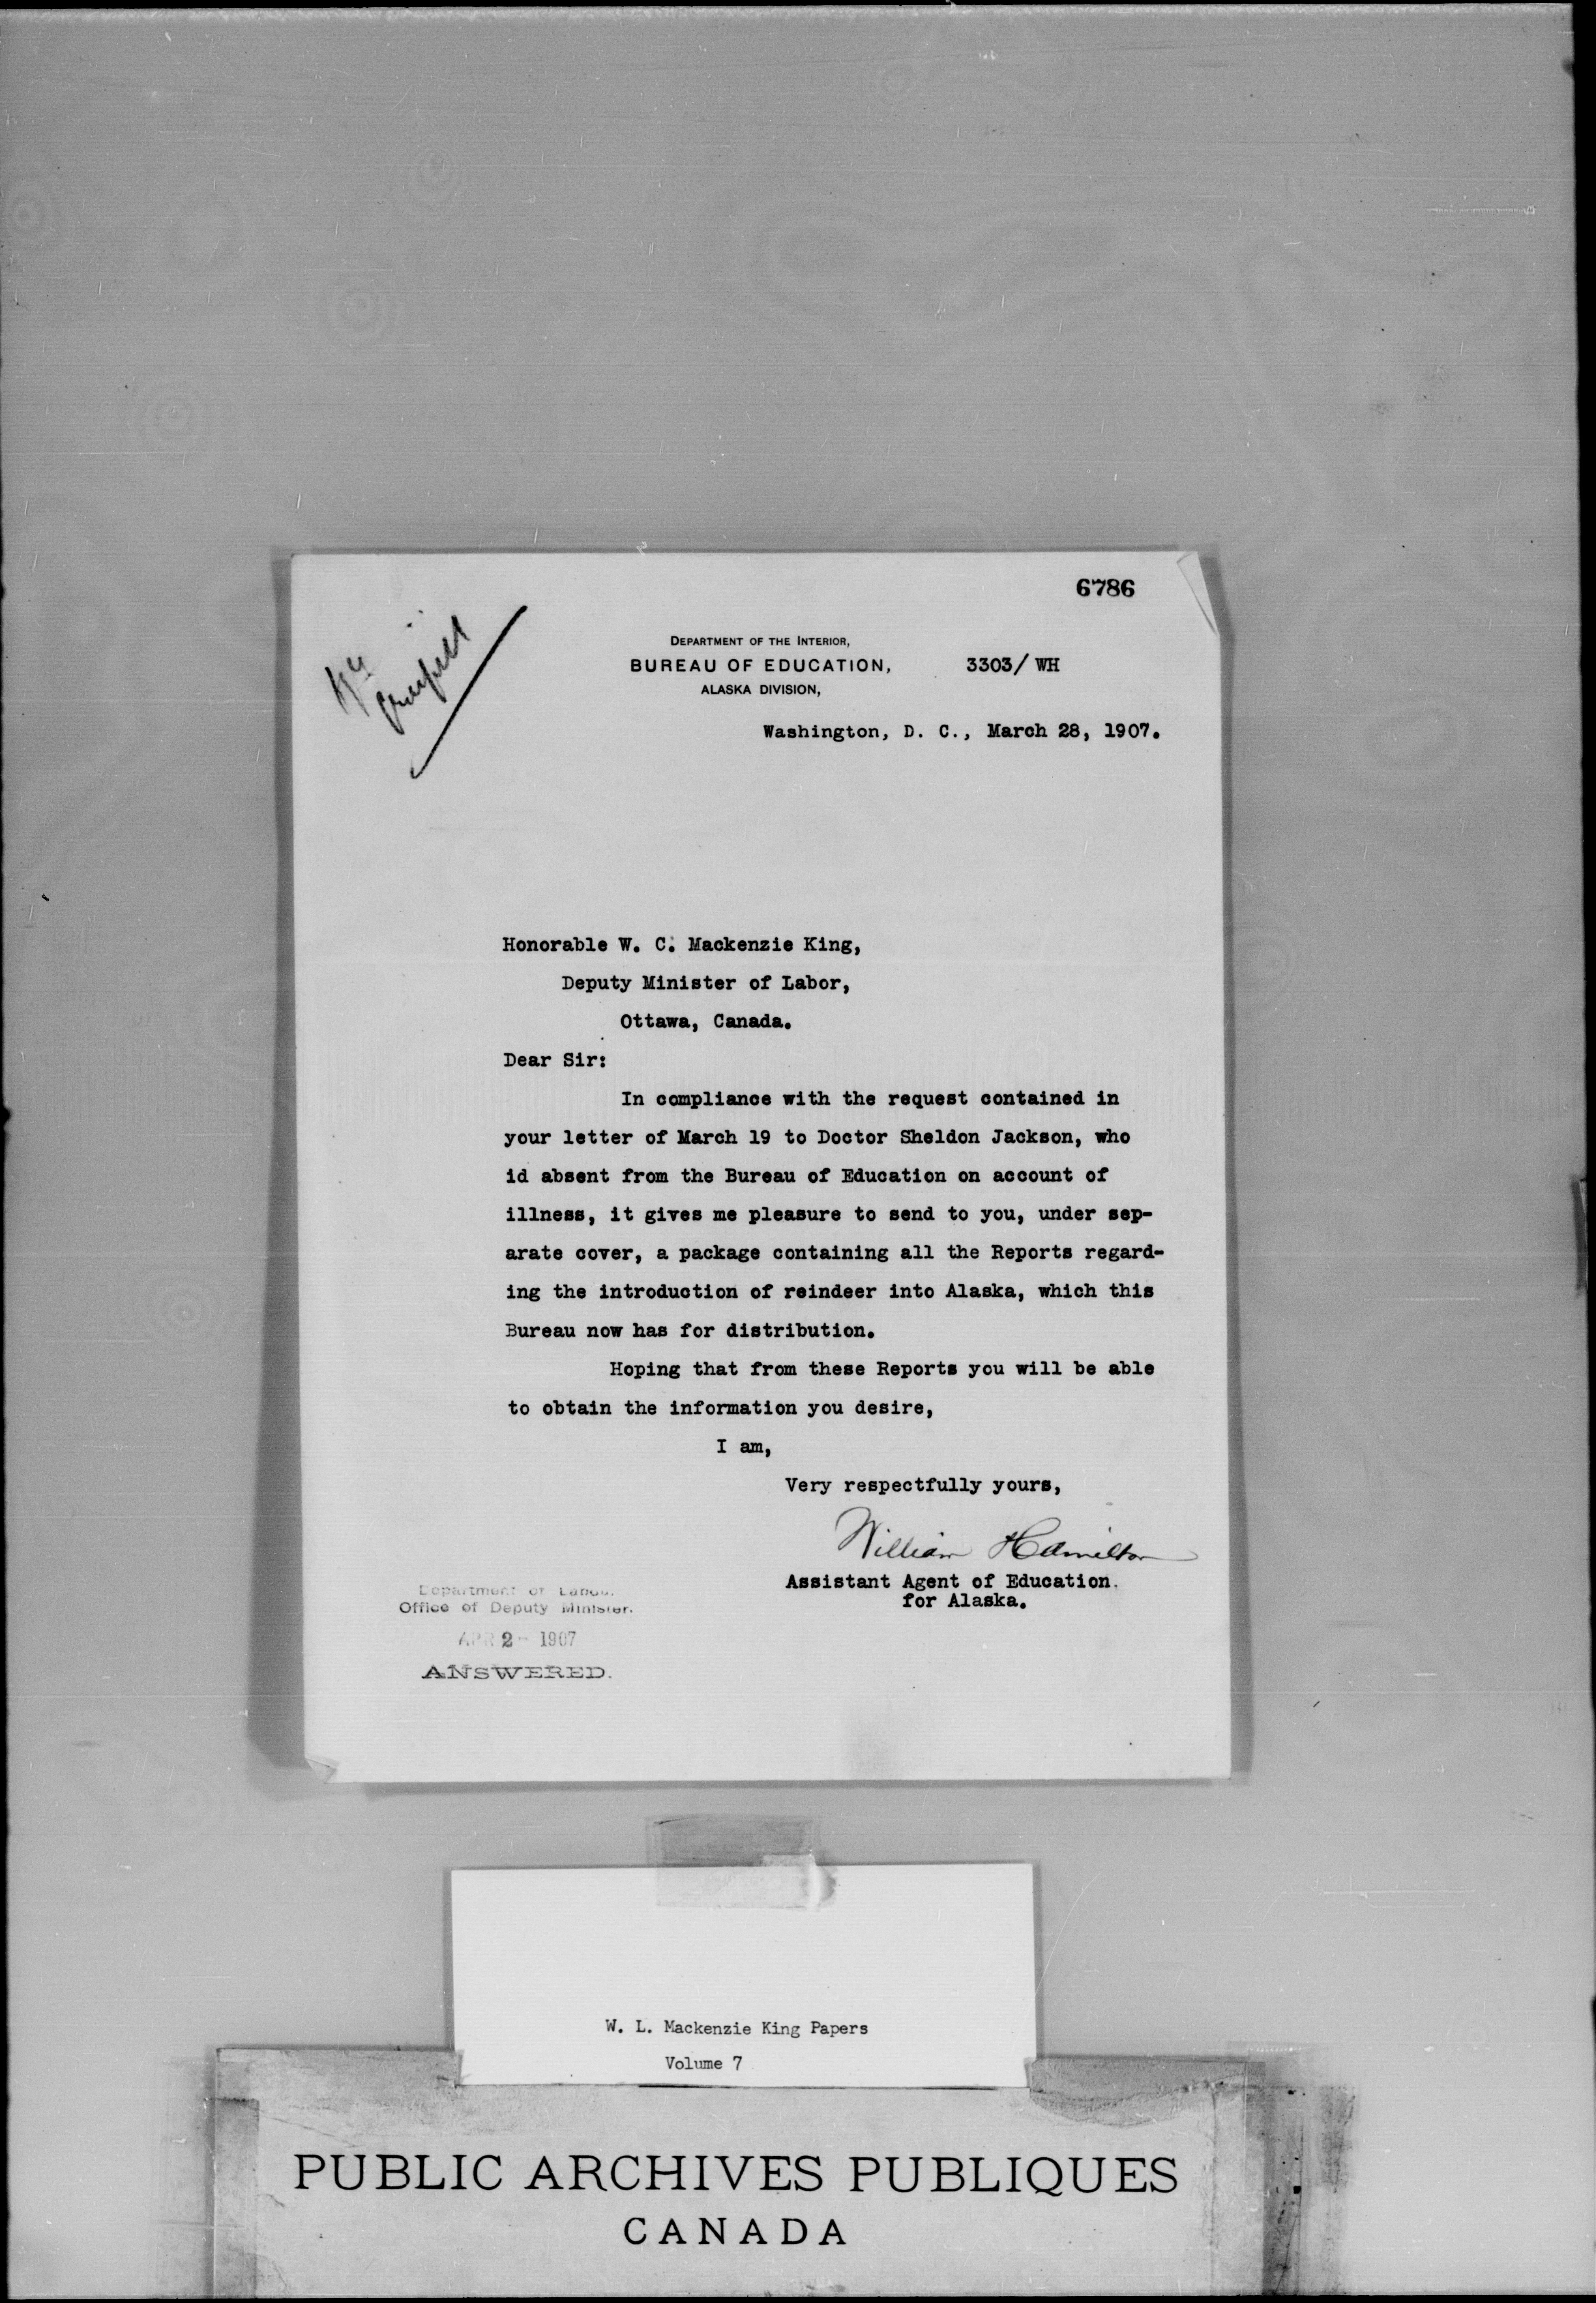 6786
DEPARTMENT OF THE INTERIOR,
BUREAU OF EDUCATION, 3303/ WH
ALASKA DIVISION,
Washington, D. C., March 28, 1907.
Honorable W. C. Mackenzie King,
Deputy Minister of Labor,
Ottawa, Canada.
Dear Sir:
In compliance with the request contained in
your letter of March 19 to Doctor Sheldon Jackson, who
id absent from the Bureau of Education on account of
illness, it gives me pleasure to send to you, under sep-
arate cover, a package containing all the Reports regard-
ing the introduction of reindeer into Alaska, which this
Bureau now has for distribution.
Hoping that from these Reports you will be able
to obtain the information you desire,
I am,
Very respectfully yours,
William Hamilton
Assistant Agent of Education.
for Alaska.
Department of Labour.
Office of Deputy Minister.
APR 2- 1907
ANSWERED.
W. L. Mackenzie King Papers
Volume 7
PUBLIC ARCHIVES PUBLIQUES
CANADA